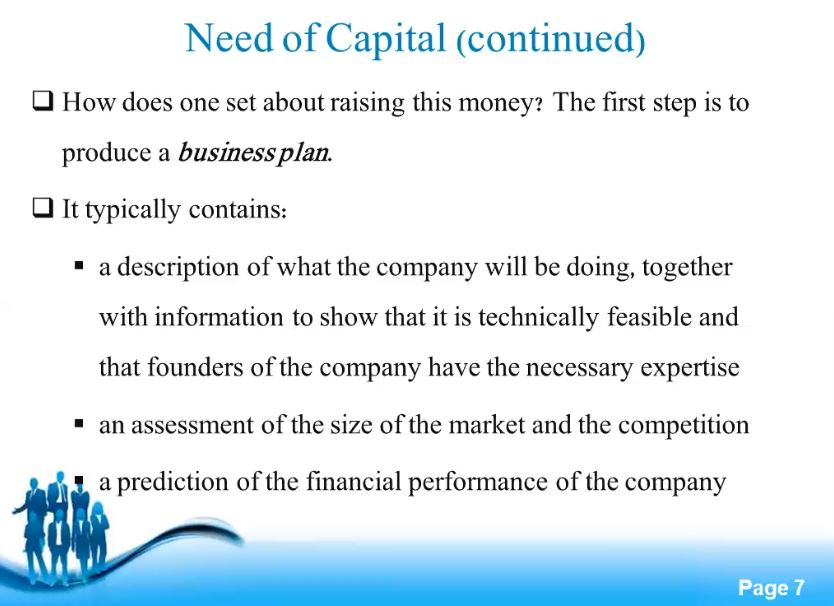 Need of Capital (continued)
❑ How does one set about raising this money? The first step is to
produce a business plan.
❑ It typically contains:
▪ a description of what the company will be doing, together
with information to show that it is technically feasible and
that founders of the company have the necessary expertise
▪ an assessment of the size of the market and the competition
▪ a prediction of the financial performance of the company
Page 7